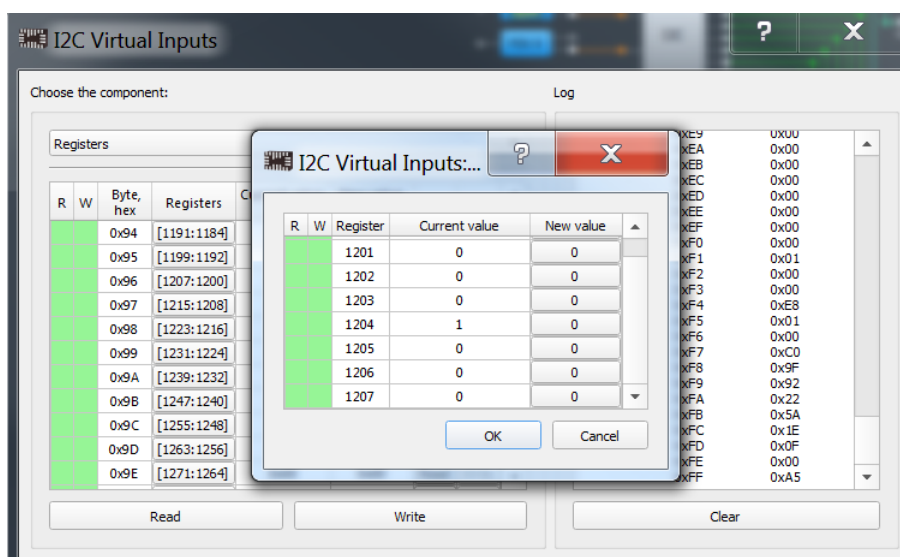 I2C Virtual Inputs
?
X
Choose the component:
Log
Registers
R W Byte, hex Registers
0x94 [1191:1184]
0x95 [1199:1192]
0x96 [1207:1200]
0x97 [1215:1208]
0x98 [1223:1216]
0x99 [1231:1224]
0x9A [1239:1232]
0x9B [1247:1240]
0x9C [1255:1248]
0x9D [1263:1256]
0x9E [1271:1264]
Read
Write
I2C Virtual Inputs:...
?
X
R W Register Current value New value
1201 0 0
1202 0 0
1203 0 0
1204 1 0
1205 0 0
1206 0 0
1207 0 0
OK
Cancel
xE9 0x00
xEA 0x00
xEB 0x00
xEC 0x00
xED 0x00
xEE 0x00
xEF 0x00
xF0 0x00
xF1 0x01
xF2 0x00
xF3 0x00
xF4 0xE8
xF5 0x01
xF6 0x00
xF7 0xC0
xF8 0x9F
xF9 0x92
xFA 0x22
xFB 0x5A
xFC 0x1E
xFD 0x0F
xFE 0x00
xFF 0xA5
Clear